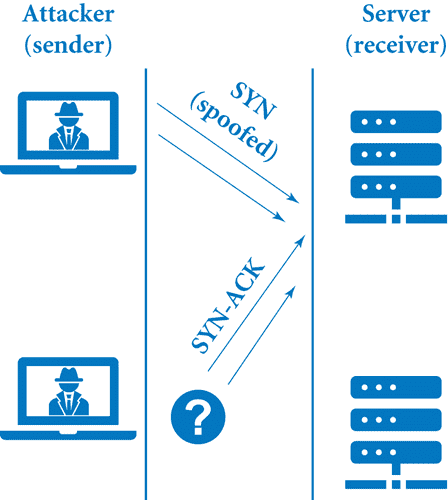 Attacker
(sender)
Server
(receiver)
SYN
(spoofed)
SYN-ACK
?